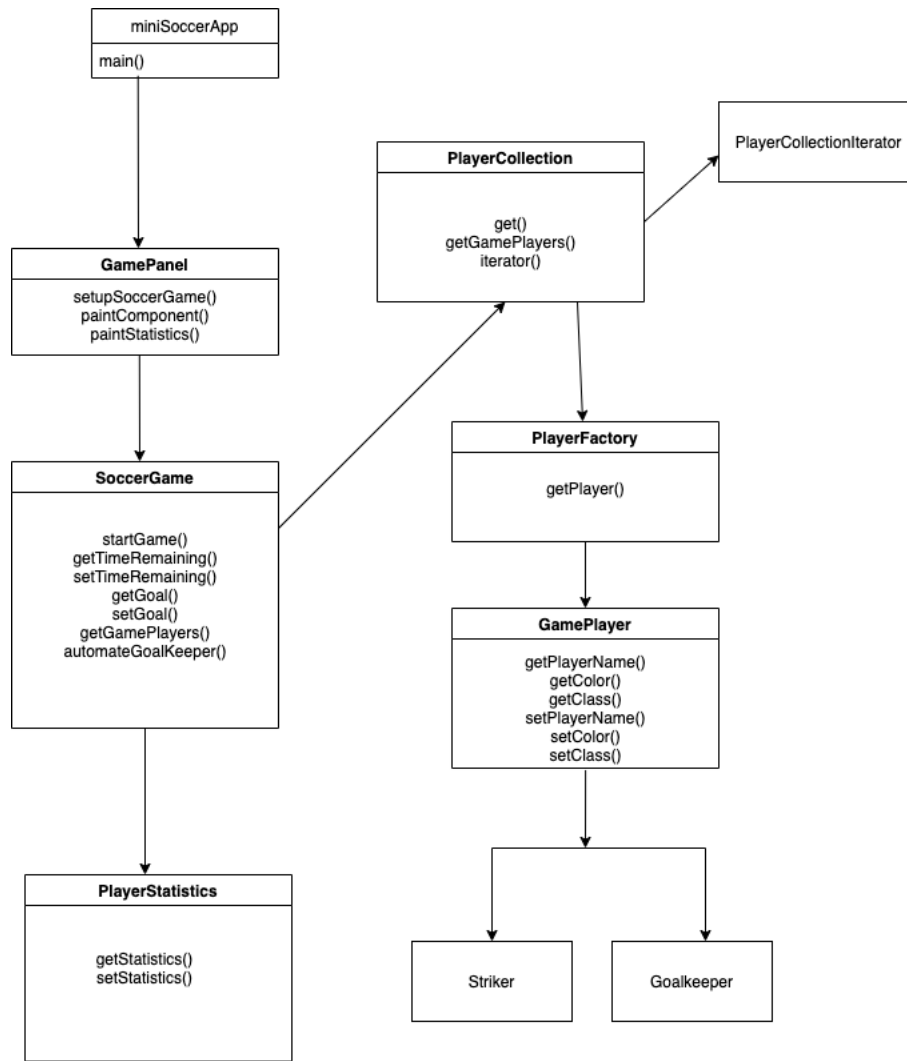 miniSoccerApp
main()
GamePanel
setupSoccerGame()
paintComponent()
paintStatistics()
SoccerGame
startGame()
getTimeRemaining()
setTimeRemaining()
getGoal()
setGoal()
getGamePlayers()
automateGoalKeeper()
PlayerStatistics
getStatistics()
setStatistics()
PlayerCollection
get()
getGamePlayers()
iterator()
PlayerCollectionIterator
PlayerFactory
getPlayer()
GamePlayer
getPlayerName()
getColor()
getClass()
setPlayerName()
setColor()
setClass()
Striker
Goalkeeper